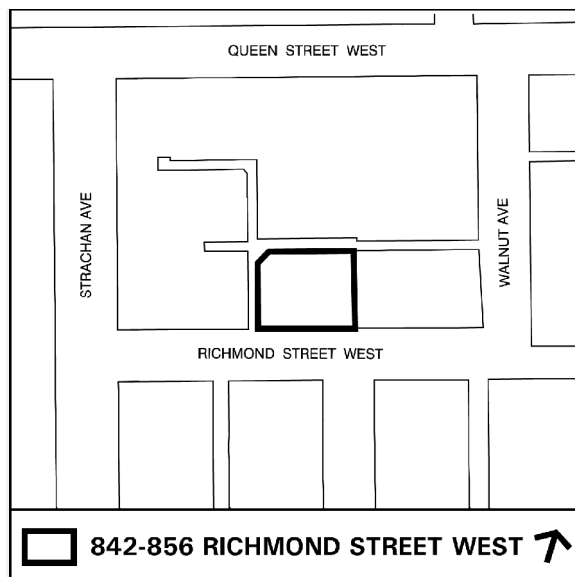 QUEEN STREET WEST
STRACHAN AVE
WALNUT AVE
RICHMOND STREET WEST
842-856 RICHMOND STREET WEST